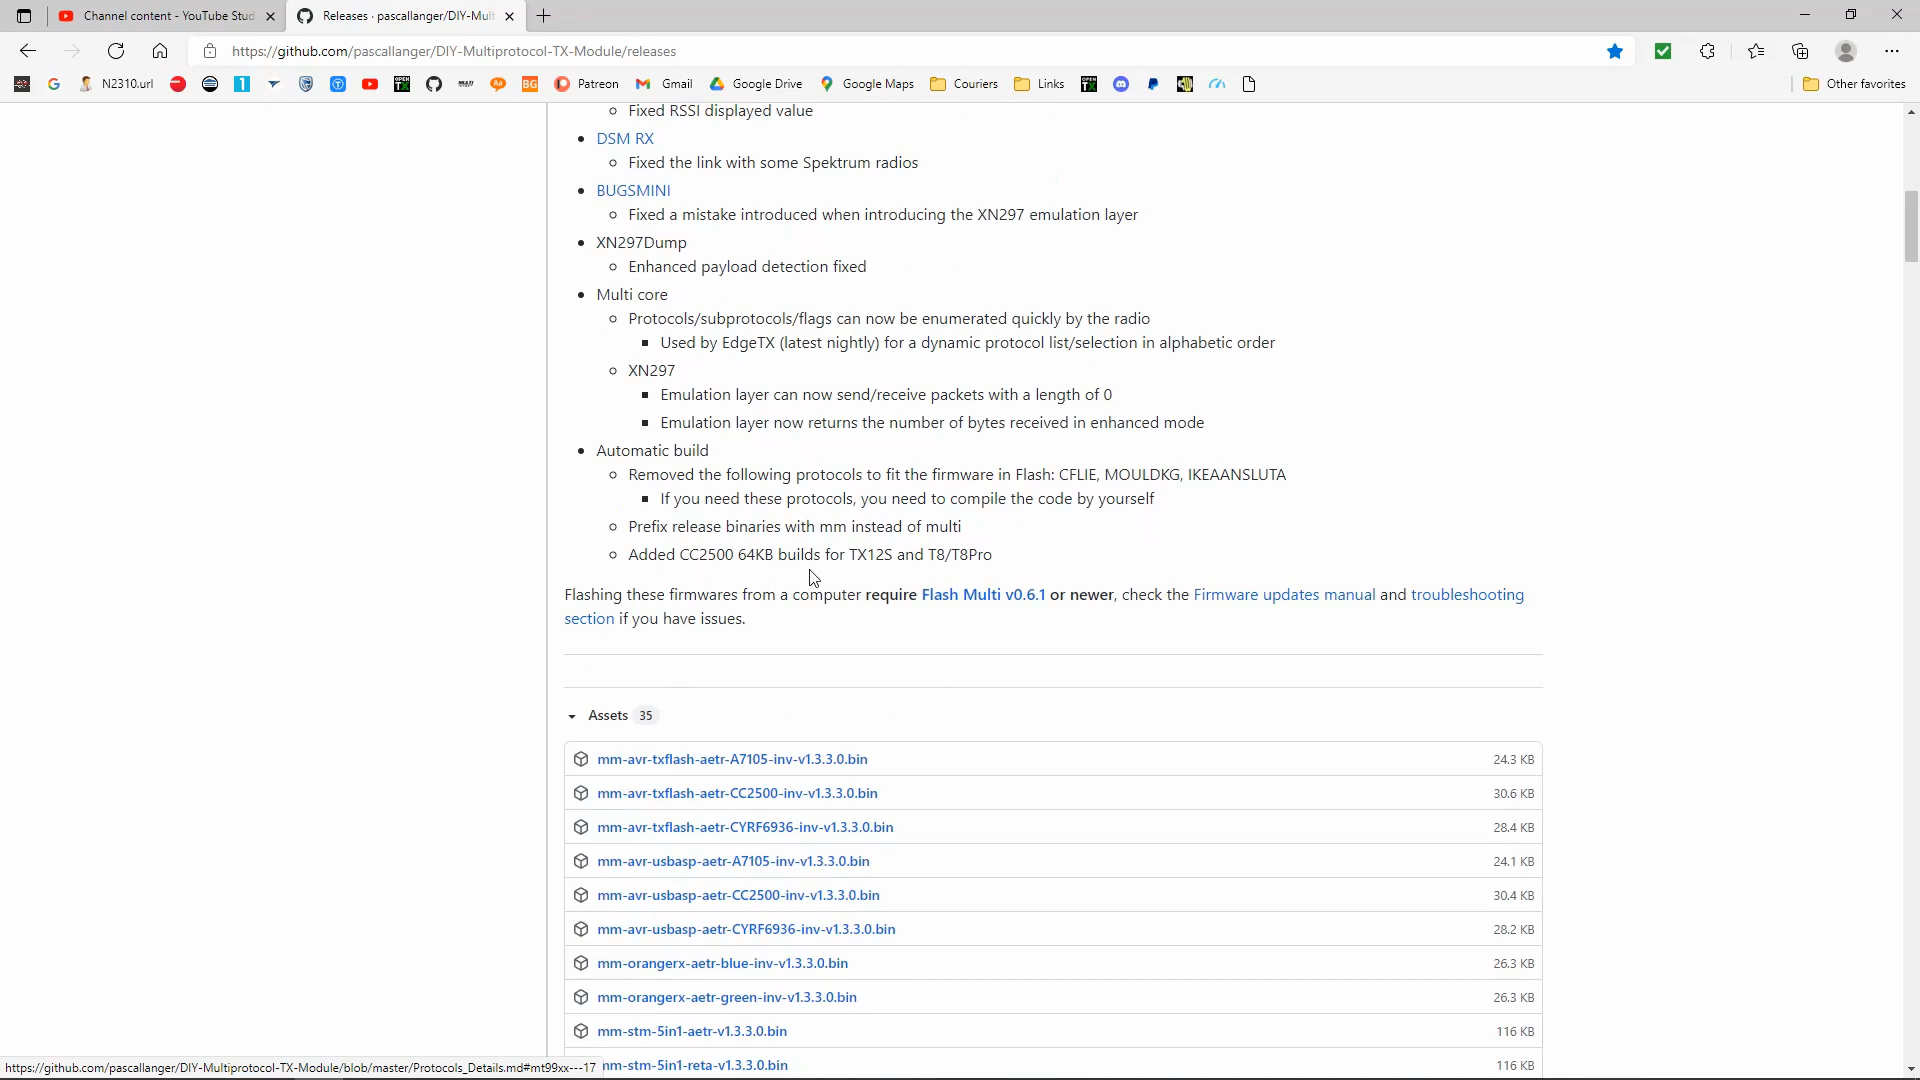 Channel content - YouTube Stud
Releases · pascallanger/DIY-Mult
https://github.com/pascallanger/DIY-Multiprotocol-TX-Module/releases
N2310.url
Patreon
Gmail
Google Drive
Google Maps
Couriers
Links
Other favorites
Fixed RSSI displayed value
DSM RX
Fixed the link with some Spektrum radios
BUGSMINI
Fixed a mistake introduced when introducing the XN297 emulation layer
XN297Dump
Enhanced payload detection fixed
Multi core
Protocols/subprotocols/flags can now be enumerated quickly by the radio
Used by EdgeTX (latest nightly) for a dynamic protocol list/selection in alphabetic order
XN297
Emulation layer can now send/receive packets with a length of 0
Emulation layer now returns the number of bytes received in enhanced mode
Automatic build
Removed the following protocols to fit the firmware in Flash: CFLIE, MOULDKG, IKEAANSLUTA
If you need these protocols, you need to compile the code by yourself
Prefix release binaries with mm instead of multi
Added CC2500 64KB builds for TX12S and T8/T8Pro
Flashing these firmwares from a computer require Flash Multi v0.6.1 or newer, check the Firmware updates manual and troubleshooting
section if you have issues.
Assets 35
mm-avr-txflash-aetr-A7105-inv-v1.3.3.0.bin 24.3 KB
mm-avr-txflash-aetr-CC2500-inv-v1.3.3.0.bin 30.6 KB
mm-avr-txflash-aetr-CYRF6936-inv-v1.3.3.0.bin 28.4 KB
mm-avr-usbasp-aetr-A7105-inv-v1.3.3.0.bin 24.1 KB
mm-avr-usbasp-aetr-CC2500-inv-v1.3.3.0.bin 30.4 KB
mm-avr-usbasp-aetr-CYRF6936-inv-v1.3.3.0.bin 28.2 KB
mm-orangerx-aetr-blue-inv-v1.3.3.0.bin 26.3 KB
mm-orangerx-aetr-green-inv-v1.3.3.0.bin 26.3 KB
mm-stm-5in1-aetr-v1.3.3.0.bin 116 KB
mm-stm-5in1-reta-v1.3.3.0.bin 116 KB
https://github.com/pascallanger/DIY-Multiprotocol-TX-Module/blob/master/Protocols_Details.md#mt99xx---17